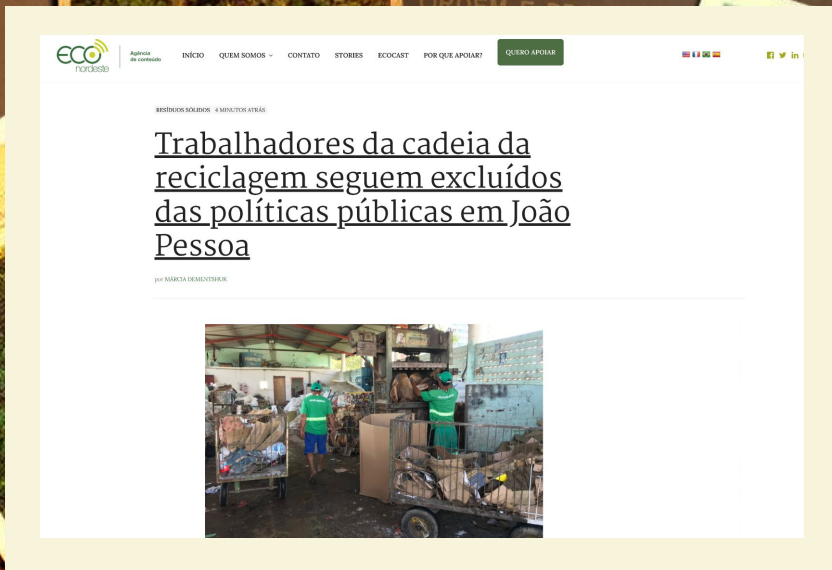 ECO
nordeste
Agência
de conteúdo
INÍCIO QUEM SOMOS CONTATO STORIES ECOCAST POR QUE APOIAR? QUERO APOIAR
RESÍDUOS SÓLIDOS 4 MINUTOS ATRÁS
Trabalhadores da cadeia da
reciclagem seguem excluídos
das políticas públicas em João
Pessoa
por MÁRCIA DEMENTSHUK